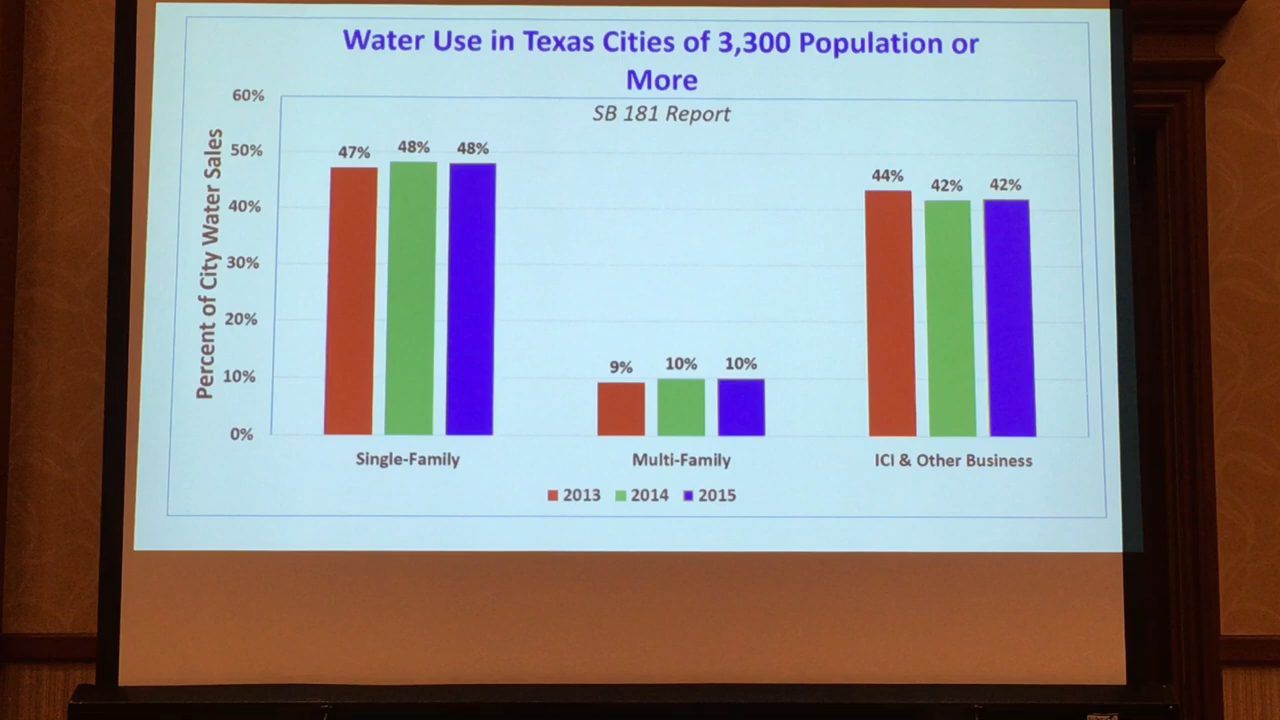 Water Use in Texas Cities of 3,300 Population or
More
SB 181 Report
Percent of City Water Sales
60%
50%
40%
30%
20%
10%
0%
47%
48%
48%
9%
10%
10%
44%
42%
42%
Single-Family
Multi-Family
ICI & Other Business
2013
2014
2015